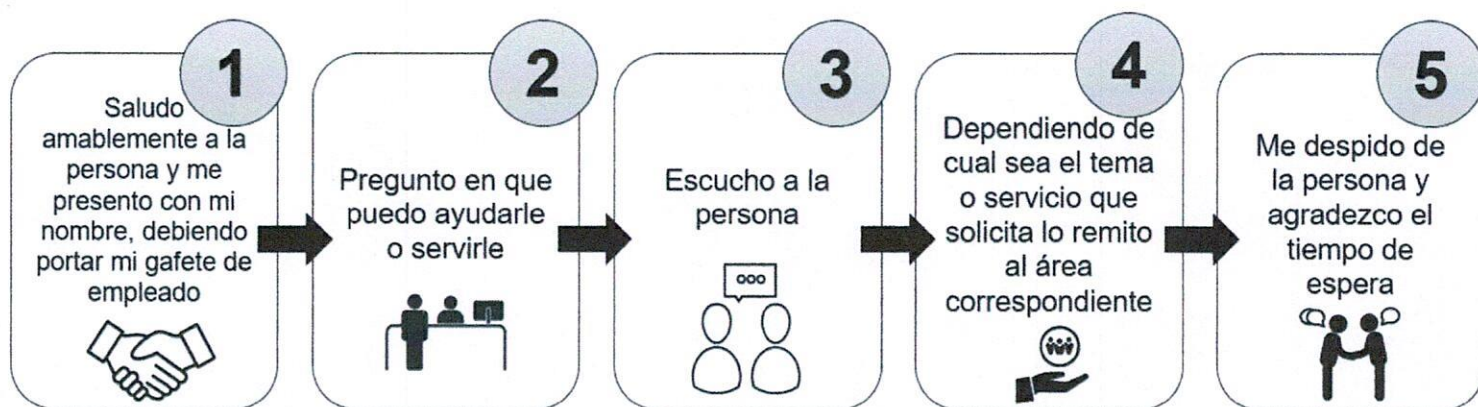 1
Saludo
amablemente a la
persona y me
presento con mi
nombre, debiendo
portar mi gafete de
empleado
2
Pregunto en que
puedo ayudarle
o servirle
3
Escucho a la
persona
4
Dependiendo de
cual sea el tema
o servicio que
solicita lo remito
al área
correspondiente
5
Me despido de
la persona y
agradezco el
tiempo de
espera